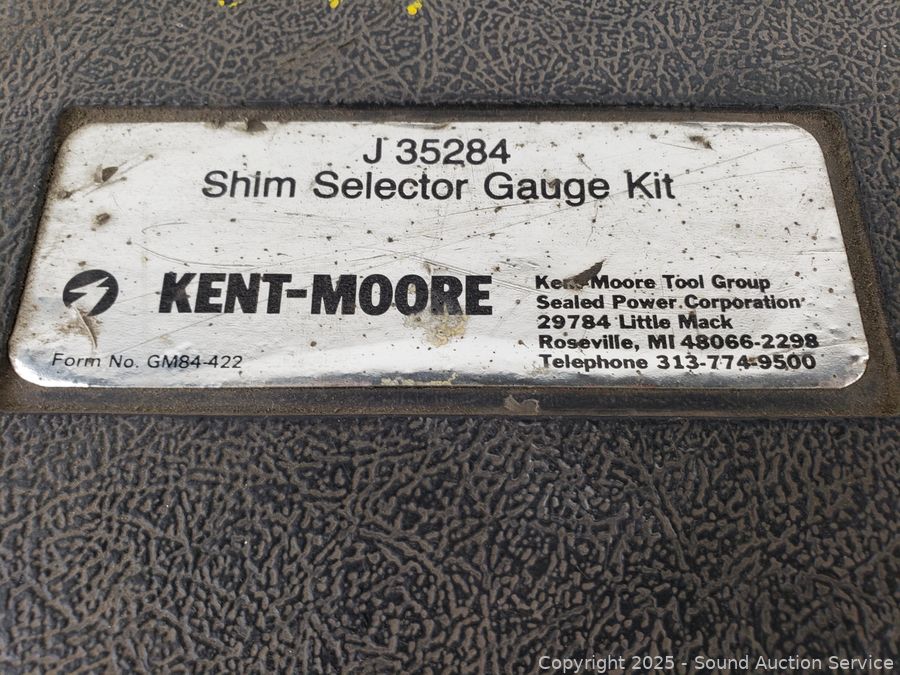 J 35284
Shim Selector Gauge Kit
KENT-MOORE
Form No. GM84-422
Kent-Moore Tool Group
Sealed Power Corporation
29784 Little Mack
Roseville, MI 48066-2298
Telephone 313-774-9500
Copyright © 2025 - Sound Auction Service